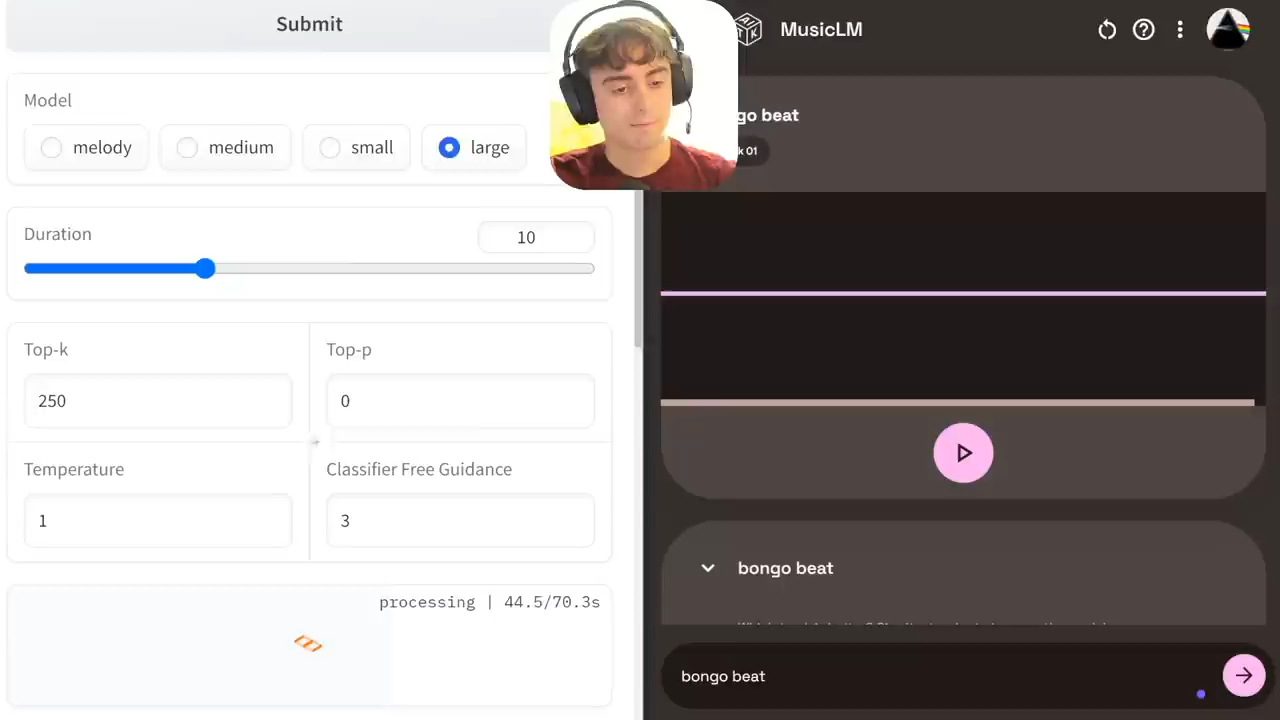 Submit
Model
melody
medium
small
large
Duration
10
Top-k
250
Top-p
0
Temperature
1
Classifier Free Guidance
3
processing | 44.5/70.3s
MusicLM
go beat
k 01
bongo beat
bongo beat